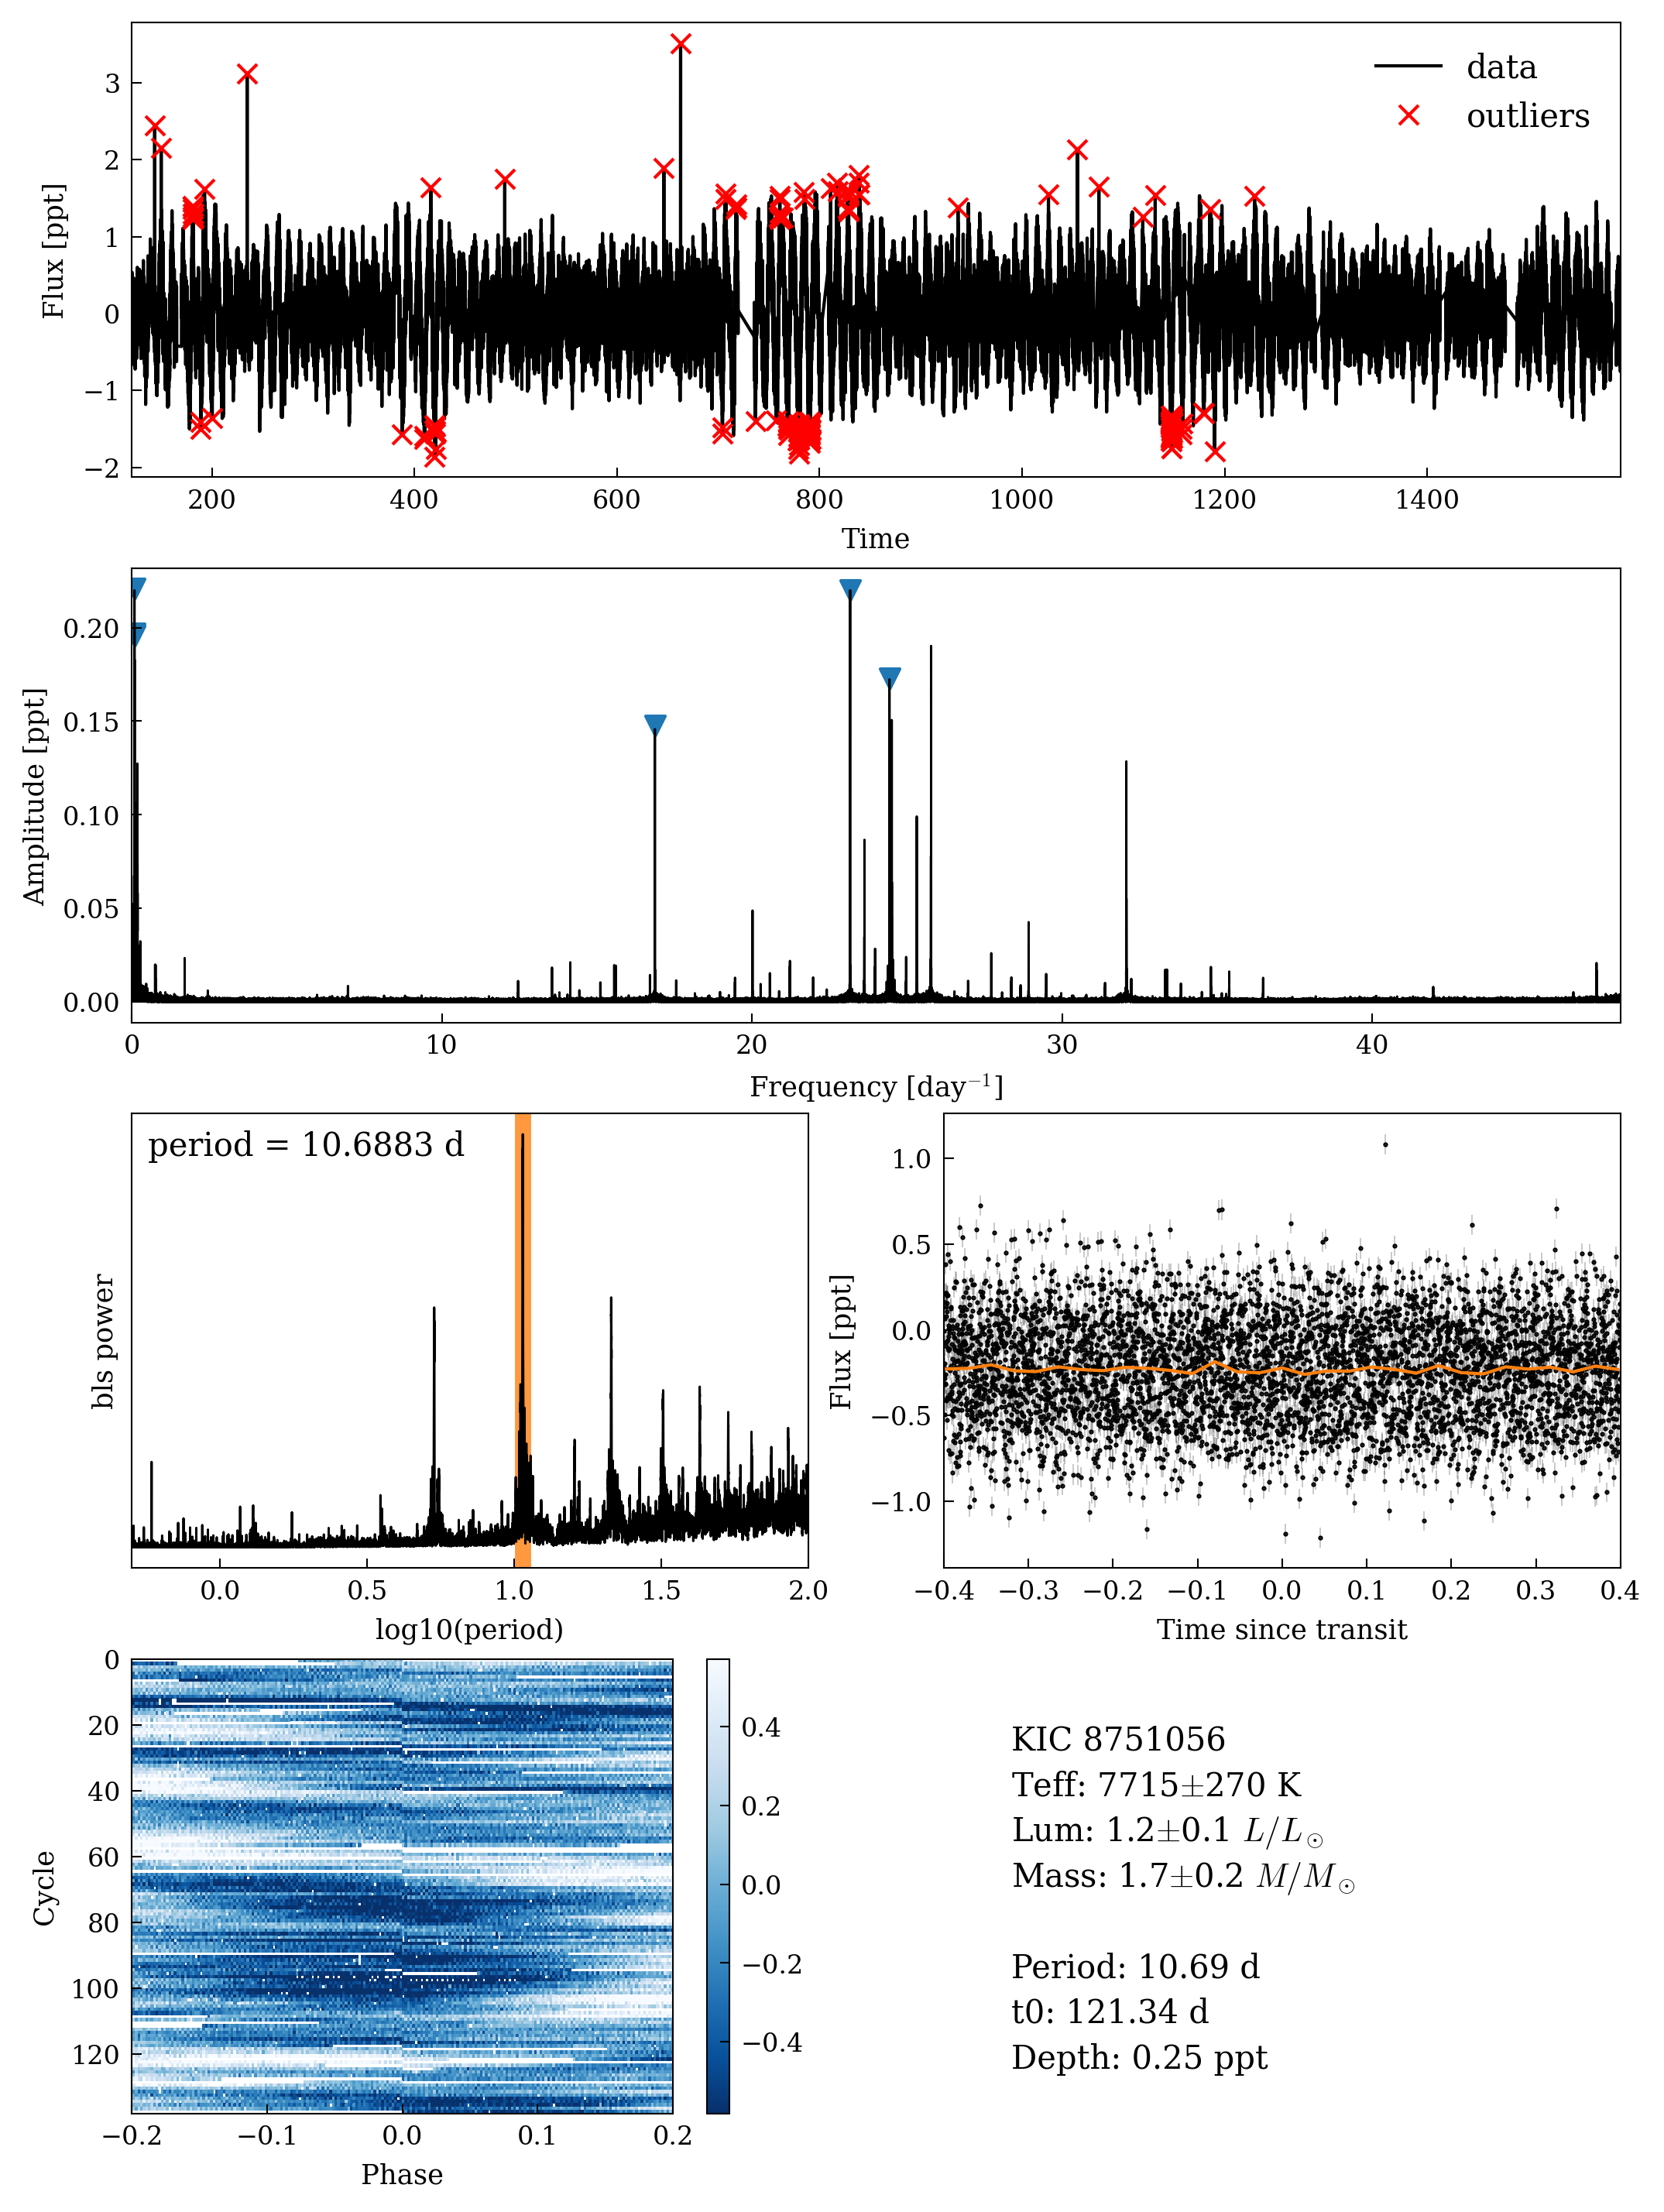 data
outliers
3
2
1
0
−1
−2
Flux [ppt]
200 400 600 800 1000 1200 1400
Time
0.20
0.15
0.10
0.05
0.00
Amplitude [ppt]
0 10 20 30 40
Frequency [day⁻¹]
period = 10.6883 d
bls power
0.0 0.5 1.0 1.5 2.0
log10(period)
1.0
0.5
0.0
−0.5
−1.0
Flux [ppt]
−0.4 −0.3 −0.2 −0.1 0.0 0.1 0.2 0.3 0.4
Time since transit
0
20
40
60
80
100
120
Cycle
−0.2 −0.1 0.0 0.1 0.2
Phase
0.4
0.2
0.0
−0.2
−0.4
KIC 8751056
Teff: 7715±270 K
Lum: 1.2±0.1 L/L☉
Mass: 1.7±0.2 M/M☉
Period: 10.69 d
t0: 121.34 d
Depth: 0.25 ppt